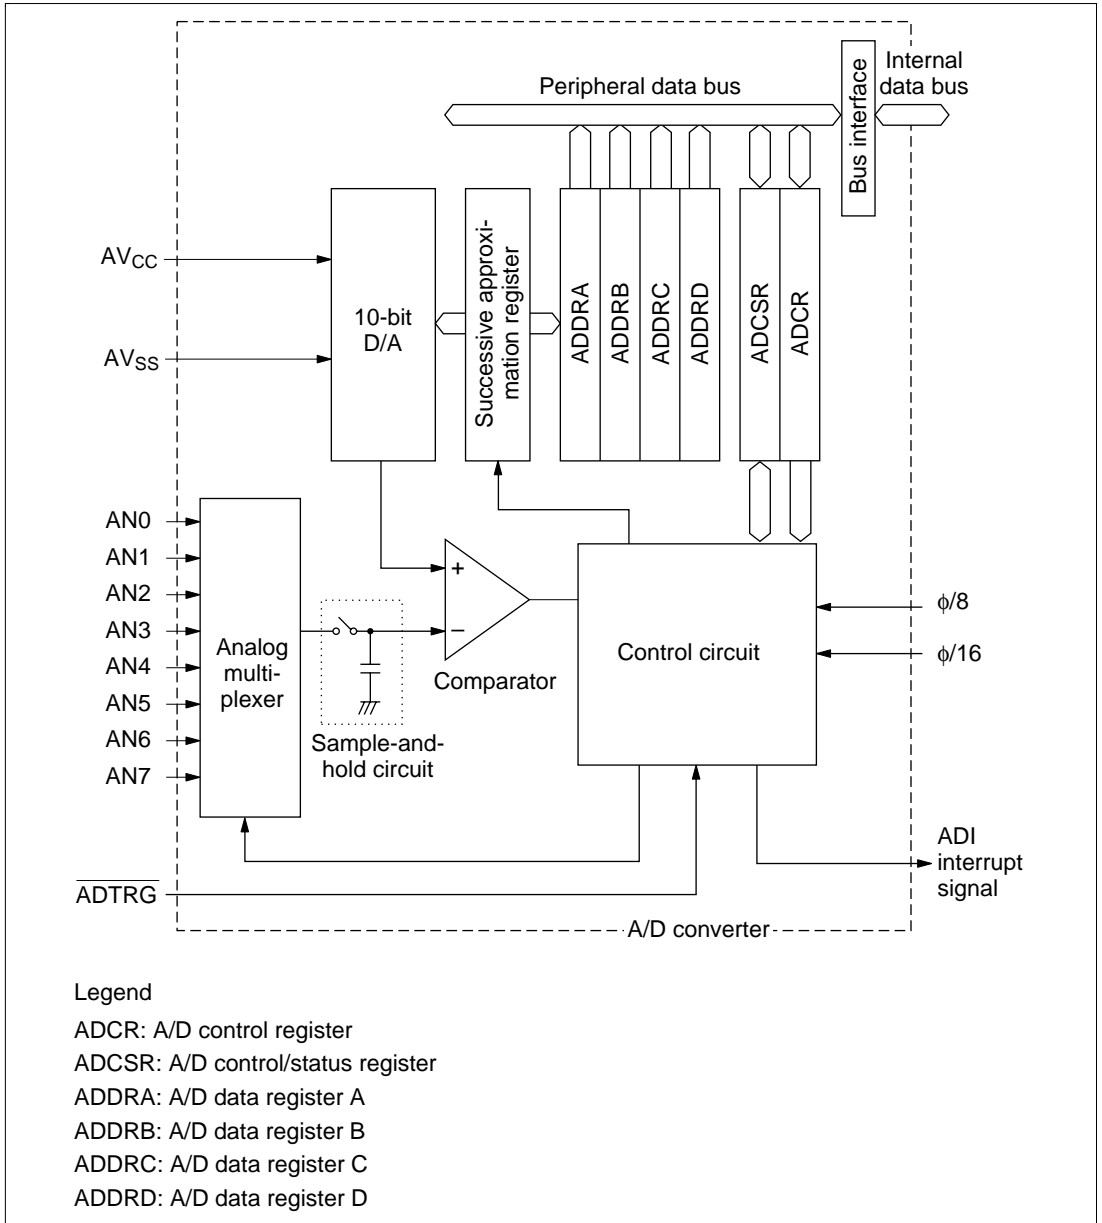 Internal
data bus
Peripheral data bus
Bus interface
AVCC
AVSS
10-bit
D/A
Successive approxi-
mation register
ADDRA
ADDRB
ADDRC
ADDRD
ADCSR
ADCR
AN0
AN1
AN2
AN3
AN4
AN5
AN6
AN7
Analog
multi-
plexer
+
−
Comparator
Sample-and-
hold circuit
Control circuit
ϕ/8
ϕ/16
ADTRG
ADI
interrupt
signal
A/D converter
Legend
ADCR: A/D control register
ADCSR: A/D control/status register
ADDRA: A/D data register A
ADDRB: A/D data register B
ADDRC: A/D data register C
ADDRD: A/D data register D